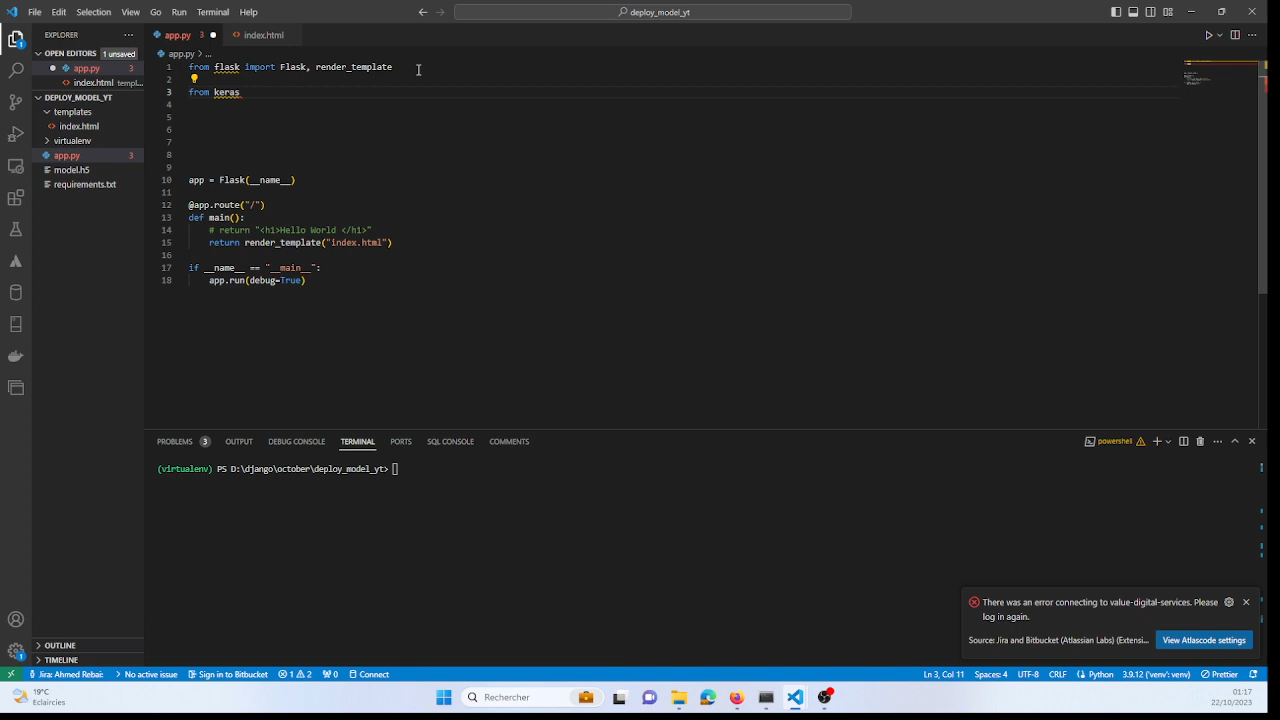 File Edit Selection View Go Run Terminal Help
deploy_model_yt
EXPLORER
OPEN EDITORS 1 unsaved
app.py 3
index.html templ...
DEPLOY_MODEL_YT
templates
index.html
virtualenv
app.py 3
model.h5
requirements.txt
OUTLINE
TIMELINE
app.py 3
index.html
app.py > ...
1 from flask import Flask, render_template
2
3 from keras
4
5
6
7
8
9
10 app = Flask(__name__)
11
12 @app.route("/")
13 def main():
14 # return "<h1>Hello World </h1>"
15 return render_template("index.html")
16
17 if __name__ == "__main__":
18 app.run(debug=True)
PROBLEMS 3 OUTPUT DEBUG CONSOLE TERMINAL PORTS SQL CONSOLE COMMENTS
powershell
(virtualenv) PS D:\django\october\deploy_model_yt>
There was an error connecting to value-digital-services. Please
log in again.
Source: Jira and Bitbucket (Atlassian Labs) (Extensi...
View Atlascode settings
Jira: Ahmed Rebai: No active issue Sign in to Bitbucket 1 2 0 Connect
Ln 3, Col 11 Spaces: 4 UTF-8 CRLF Python 3.9.12 ('venv': venv) Prettier
19°C
Eclaircies
Rechercher
01:17
22/10/2023